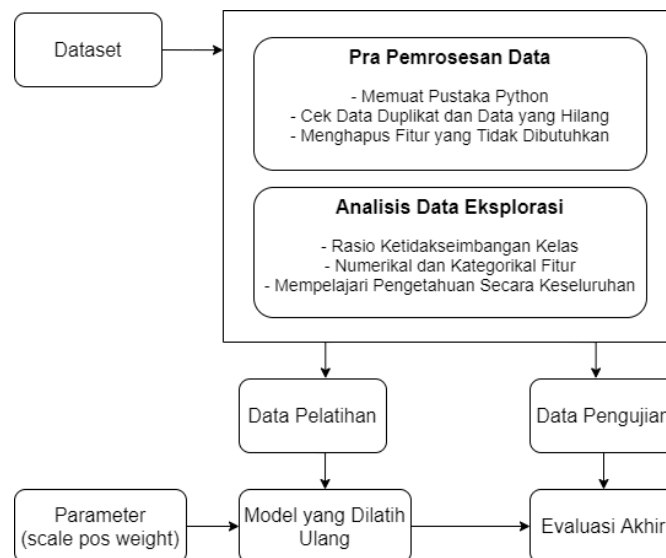 Dataset
Pra Pemrosesan Data
- Memuat Pustaka Python
- Cek Data Duplikat dan Data yang Hilang
- Menghapus Fitur yang Tidak Dibutuhkan
Analisis Data Eksplorasi
- Rasio Ketidakseimbangan Kelas
- Numerikal dan Kategorikal Fitur
- Mempelajari Pengetahuan Secara Keseluruhan
Data Pelatihan
Data Pengujian
Parameter
(scale pos weight)
Model yang Dilatih
Ulang
Evaluasi Akhir